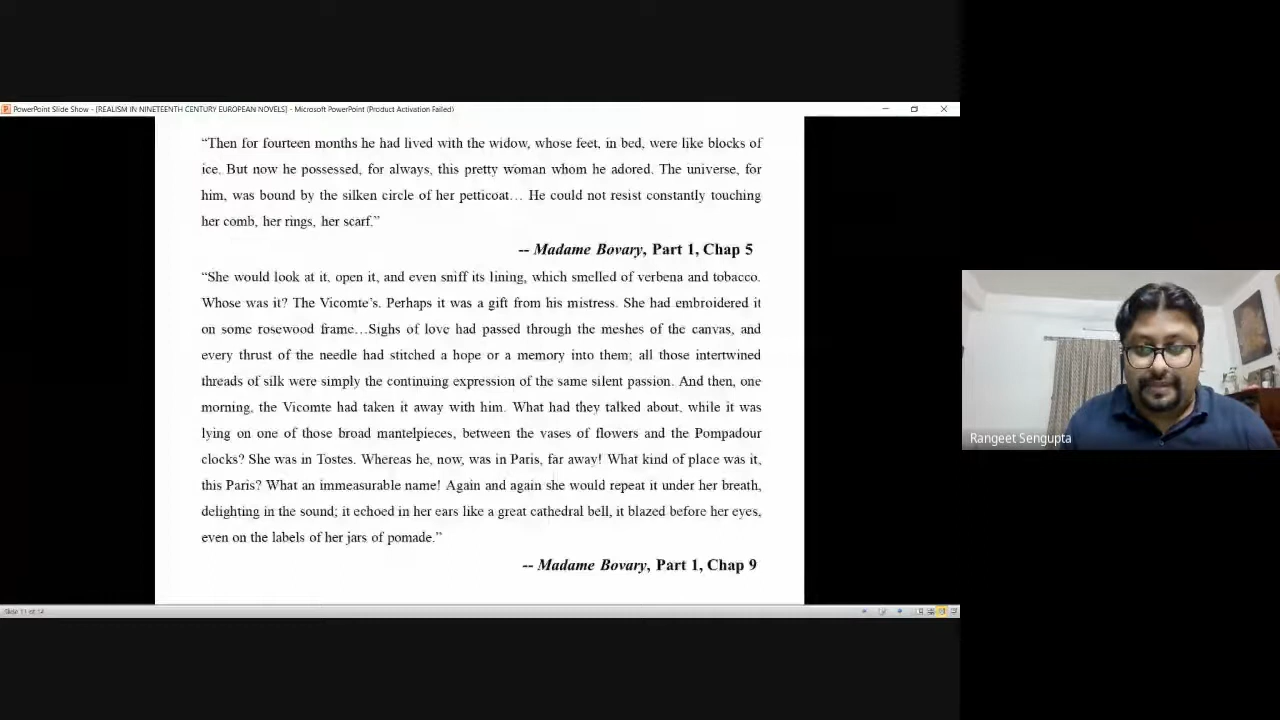 PowerPoint Slide Show - [REALISM IN NINETEENTH CENTURY EUROPEAN NOVELS] - Microsoft PowerPoint (Product Activation Failed)
“Then for fourteen months he had lived with the widow, whose feet, in bed, were like blocks of
ice. But now he possessed, for always, this pretty woman whom he adored. The universe, for
him, was bound by the silken circle of her petticoat… He could not resist constantly touching
her comb, her rings, her scarf.”
-- Madame Bovary, Part 1, Chap 5
“She would look at it, open it, and even sniff its lining, which smelled of verbena and tobacco.
Whose was it? The Vicomte’s. Perhaps it was a gift from his mistress. She had embroidered it
on some rosewood frame…Sighs of love had passed through the meshes of the canvas, and
every thrust of the needle had stitched a hope or a memory into them; all those intertwined
threads of silk were simply the continuing expression of the same silent passion. And then, one
morning, the Vicomte had taken it away with him. What had they talked about, while it was
lying on one of those broad mantelpieces, between the vases of flowers and the Pompadour
clocks? She was in Tostes. Whereas he, now, was in Paris, far away! What kind of place was it,
this Paris? What an immeasurable name! Again and again she would repeat it under her breath,
delighting in the sound; it echoed in her ears like a great cathedral bell, it blazed before her eyes,
even on the labels of her jars of pomade.”
-- Madame Bovary, Part 1, Chap 9
Rangeet Sengupta
Slide 11 of 14